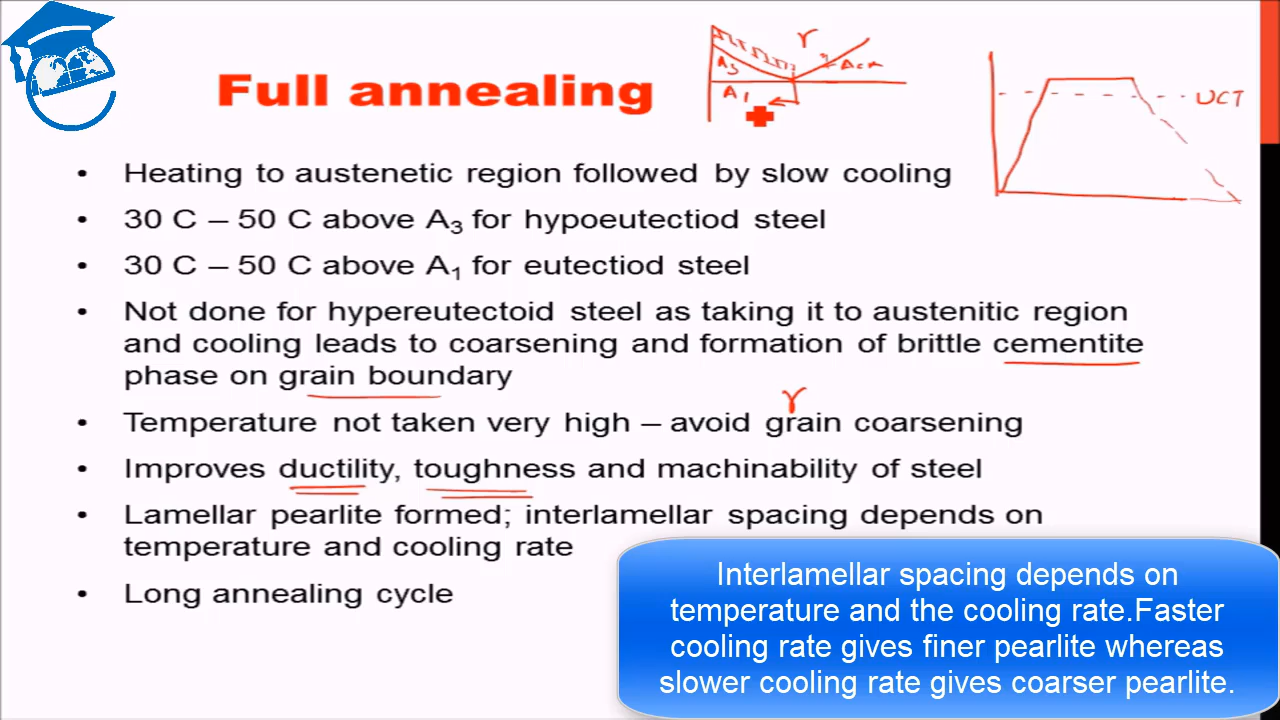 Full annealing
γ
A3
Acm
A1
UCT
• Heating to austenetic region followed by slow cooling
• 30 C – 50 C above A3 for hypoeutectiod steel
• 30 C – 50 C above A1 for eutectiod steel
• Not done for hypereutectoid steel as taking it to austenitic region
and cooling leads to coarsening and formation of brittle cementite
phase on grain boundary
γ
• Temperature not taken very high – avoid grain coarsening
• Improves ductility, toughness and machinability of steel
• Lamellar pearlite formed; interlamellar spacing depends on
temperature and cooling rate
• Long annealing cycle
Interlamellar spacing depends on
temperature and the cooling rate.Faster
cooling rate gives finer pearlite whereas
slower cooling rate gives coarser pearlite.